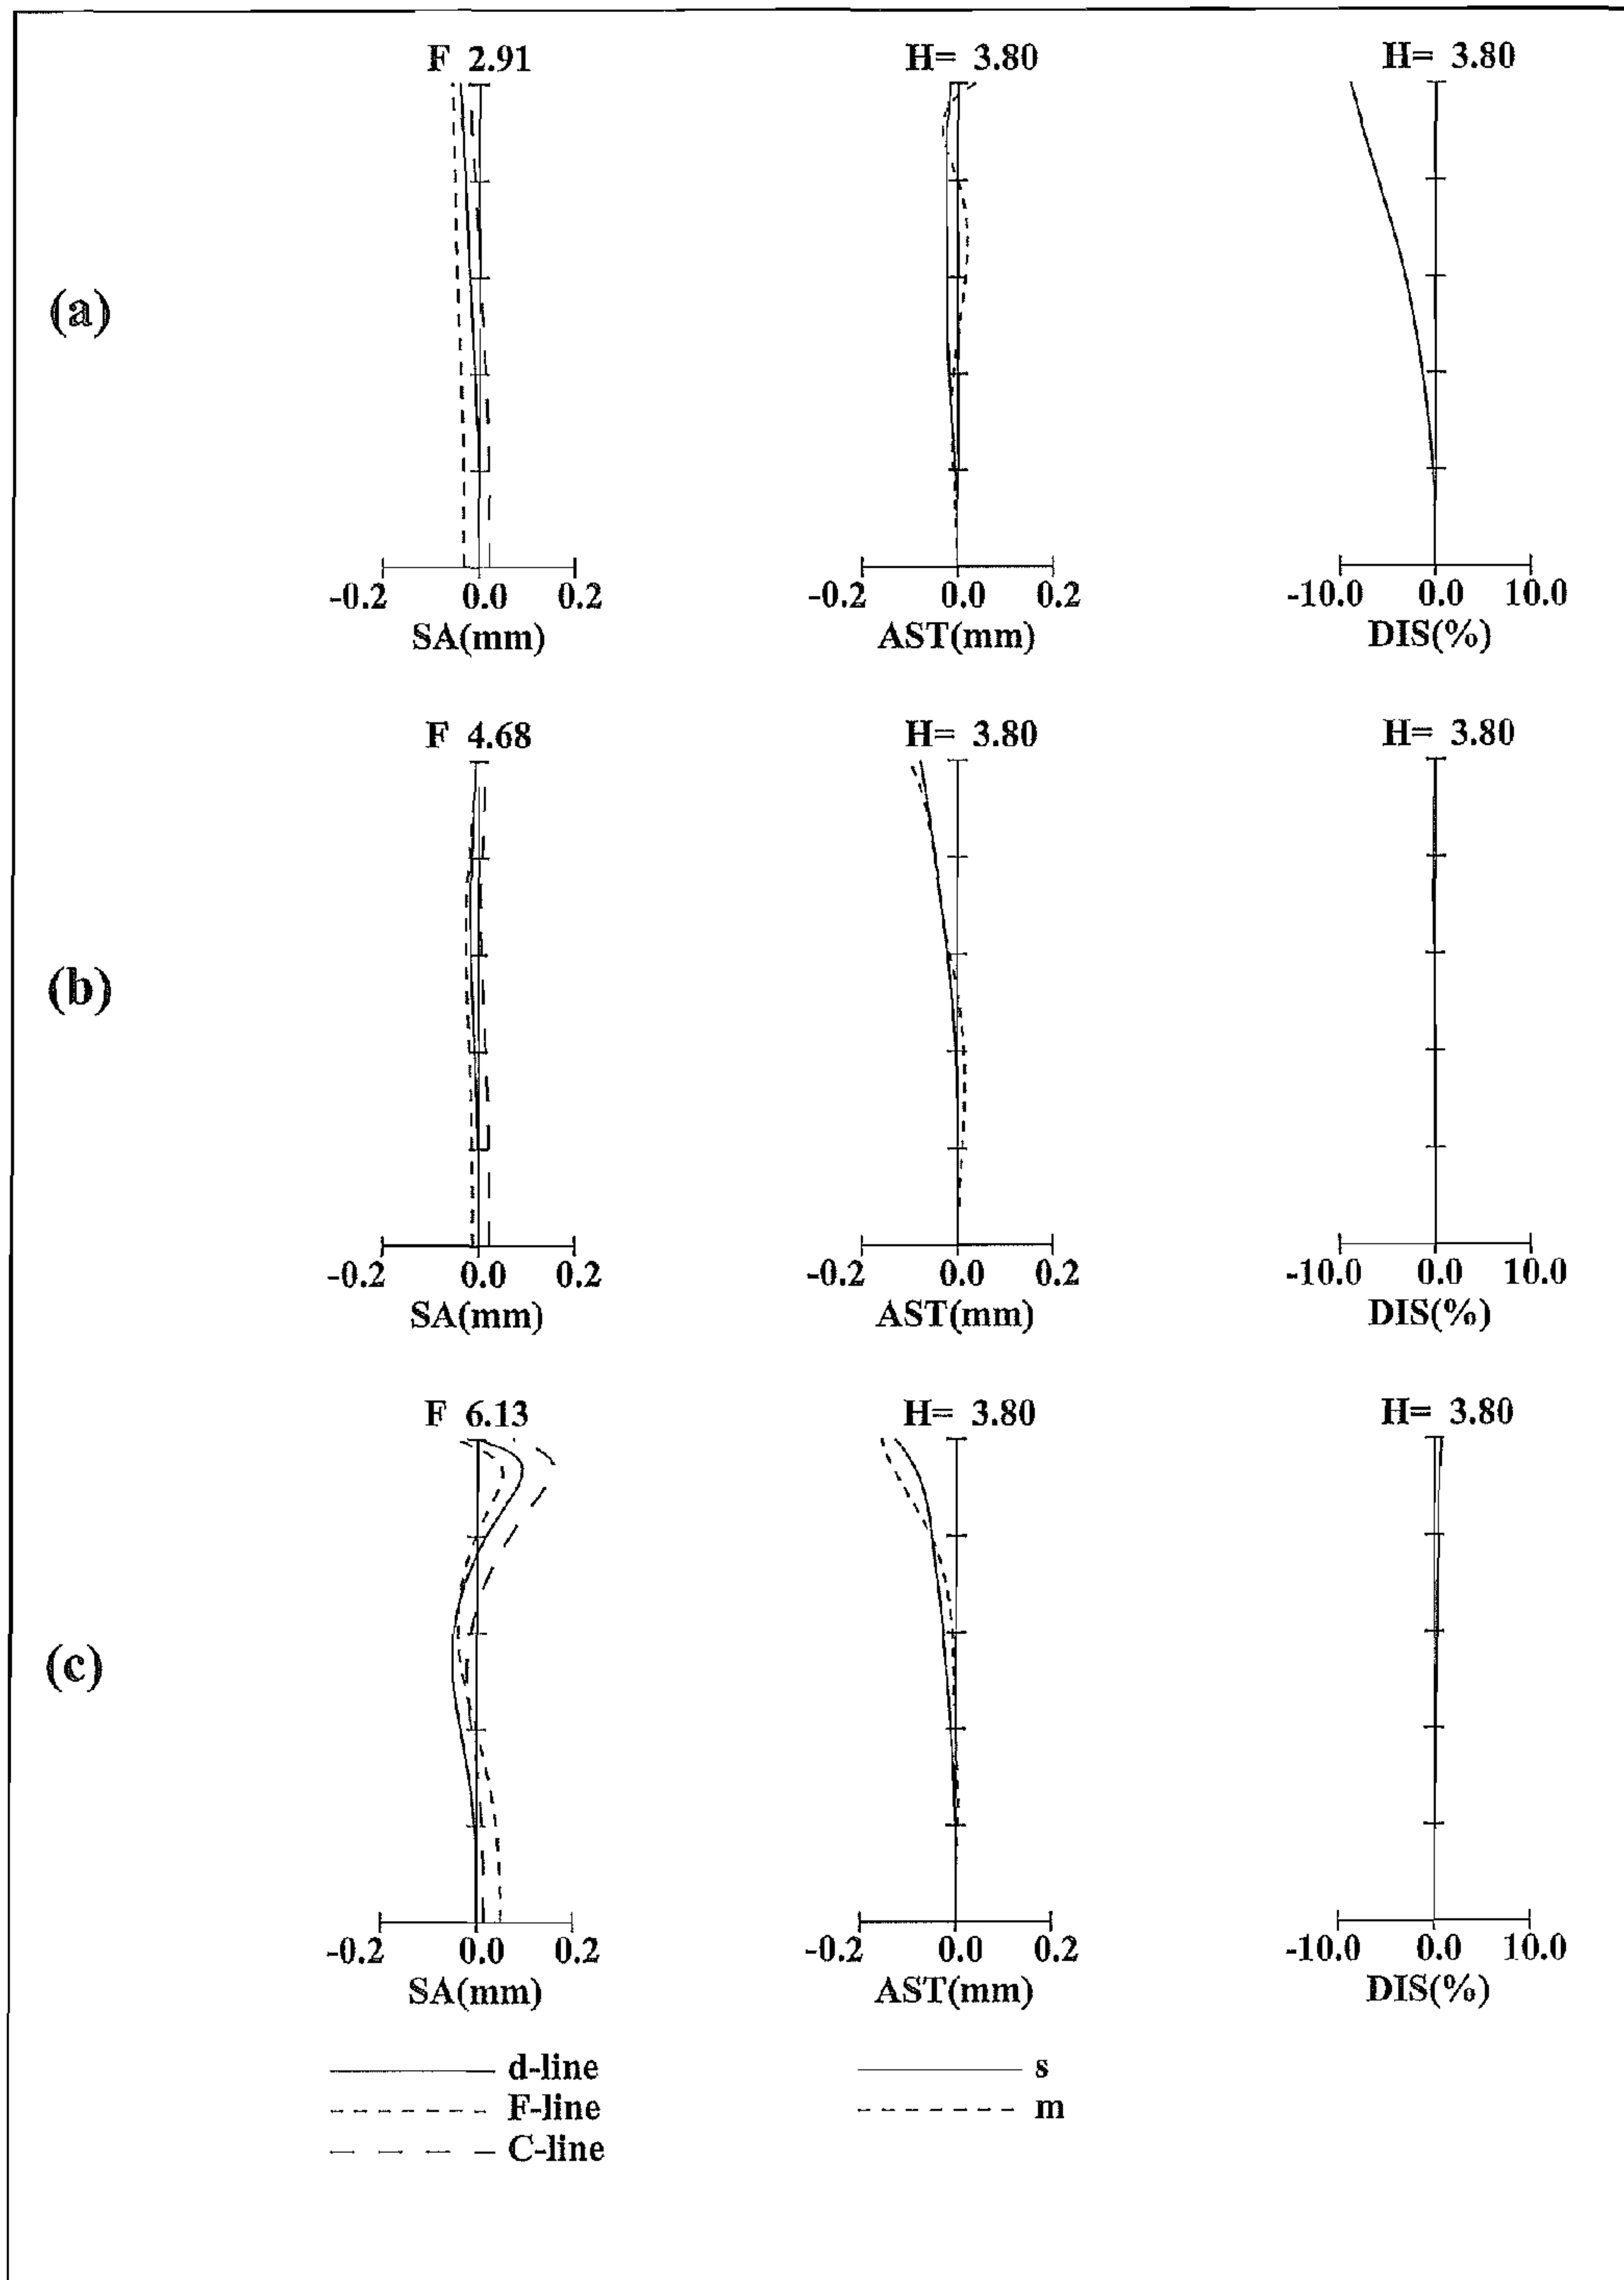 F 2.91 H= 3.80 H= 3.80
(a)
-0.2 0.0 0.2 -0.2 0.0 0.2 -10.0 0.0 10.0
SA(mm) AST(mm) DIS(%)
F 4.68 H= 3.80 H= 3.80
(b)
-0.2 0.0 0.2 -0.2 0.0 0.2 -10.0 0.0 10.0
SA(mm) AST(mm) DIS(%)
F 6.13 H= 3.80 H= 3.80
(c)
-0.2 0.0 0.2 -0.2 0.0 0.2 -10.0 0.0 10.0
SA(mm) AST(mm) DIS(%)
d-line s
F-line m
C-line